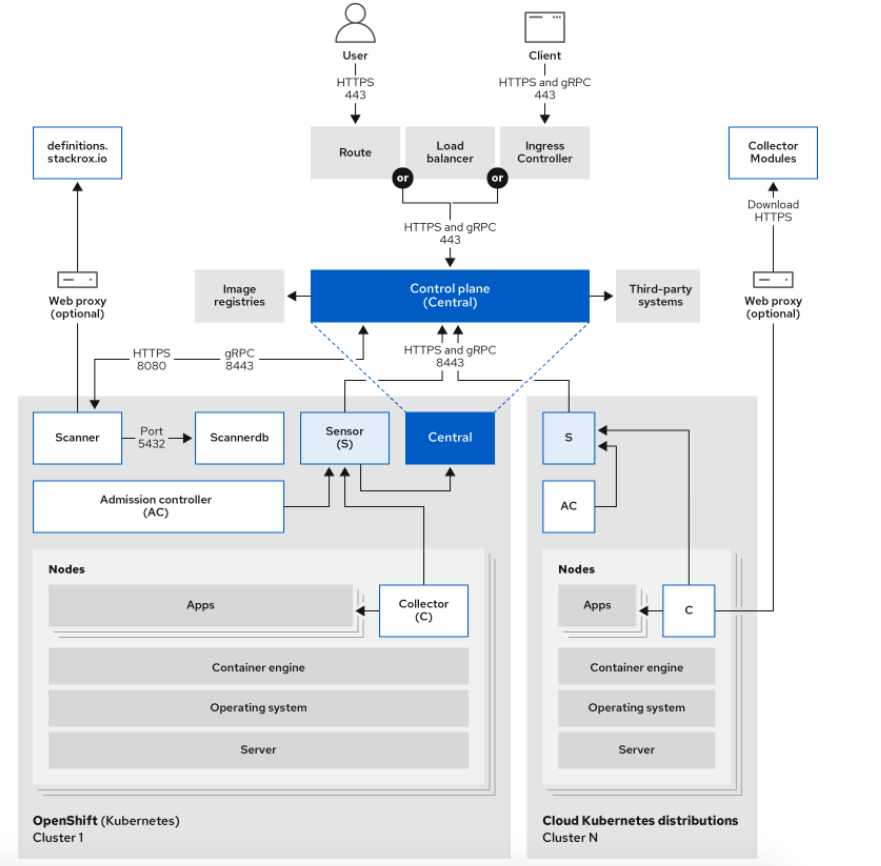 User
Client
HTTPS
443
HTTPS and gRPC
443
definitions.
stackrox.io
Route
Load
balancer
Ingress
Controller
Collector
Modules
or
or
Download
HTTPS
HTTPS and gRPC
443
Web proxy
(optional)
Image
registries
Control plane
(Central)
Third-party
systems
Web proxy
(optional)
HTTPS
8080
gRPC
8443
HTTPS and gRPC
8443
Scanner
Port
5432
Scannerdb
Sensor
(S)
Central
S
Admission controller
(AC)
AC
Nodes
Apps
Collector
(C)
Container engine
Operating system
Server
Nodes
Apps
C
Container engine
Operating system
Server
OpenShift (Kubernetes)
Cluster 1
Cloud Kubernetes distributions
Cluster N